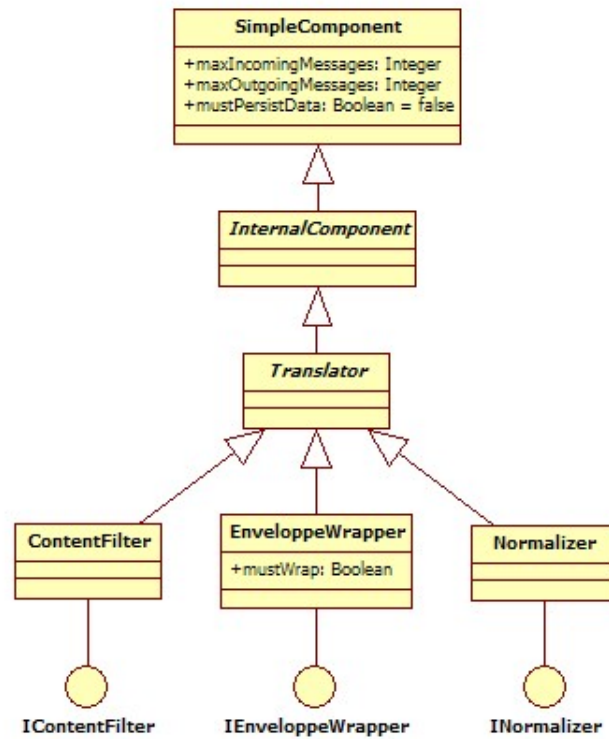 SimpleComponent
+maxIncomingMessages: Integer
+maxOutgoingMessages: Integer
+mustPersistData: Boolean = false
InternalComponent
Translator
ContentFilter
EnveloppeWrapper
+mustWrap: Boolean
Normalizer
IContentFilter
IEnveloppeWrapper
INormalizer